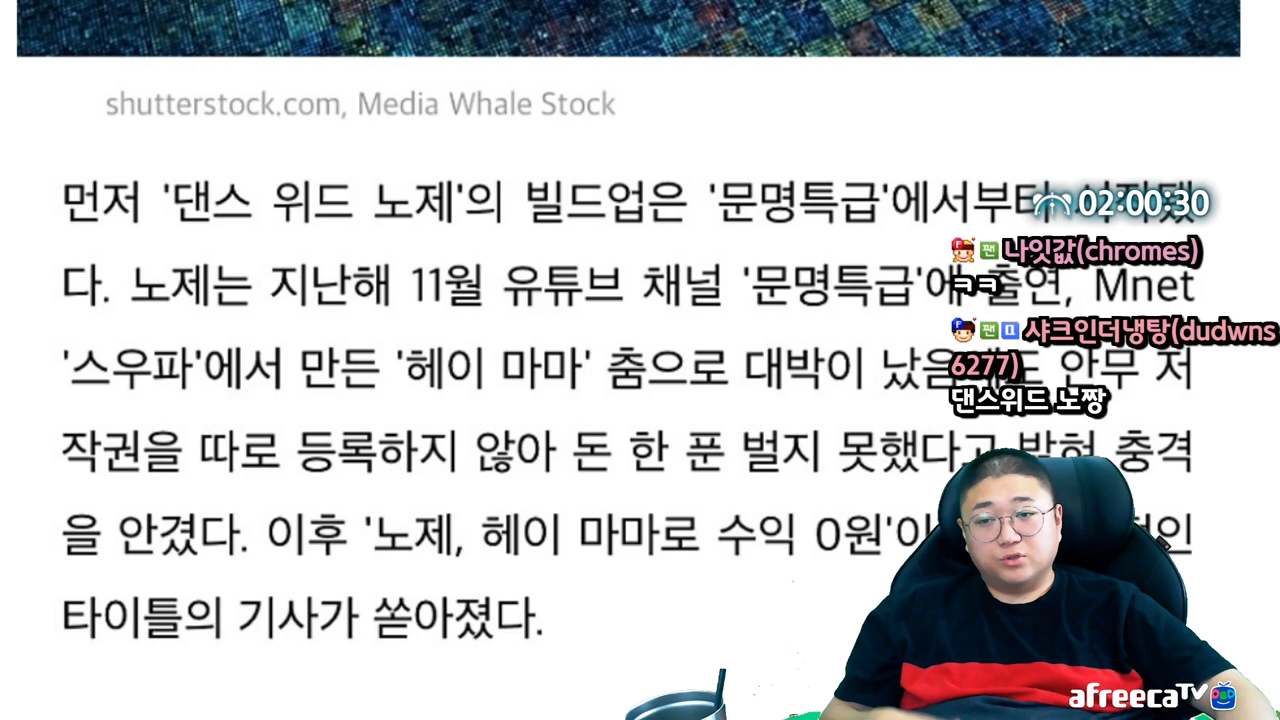 shutterstock.com, Media Whale Stock
먼저 '댄스 위드 노제'의 빌드업은 '문명특급'에서부터
02:00:30
나잇값(chromes)
ㅋㅋ
다. 노제는 지난해 11월 유튜브 채널 '문명특급'에 출연, Mnet
샤크인더냉탕(dudwns
6277)
'스우파'에서 만든 '헤이 마마' 춤으로 대박이 났음에도 안무 저
댄스위드 노짱
작권을 따로 등록하지 않아 돈 한 푼 벌지 못했다고 밝혀 충격
을 안겼다. 이후 '노제, 헤이 마마로 수익 0원'이
타이틀의 기사가 쏟아졌다.
afreecaTV